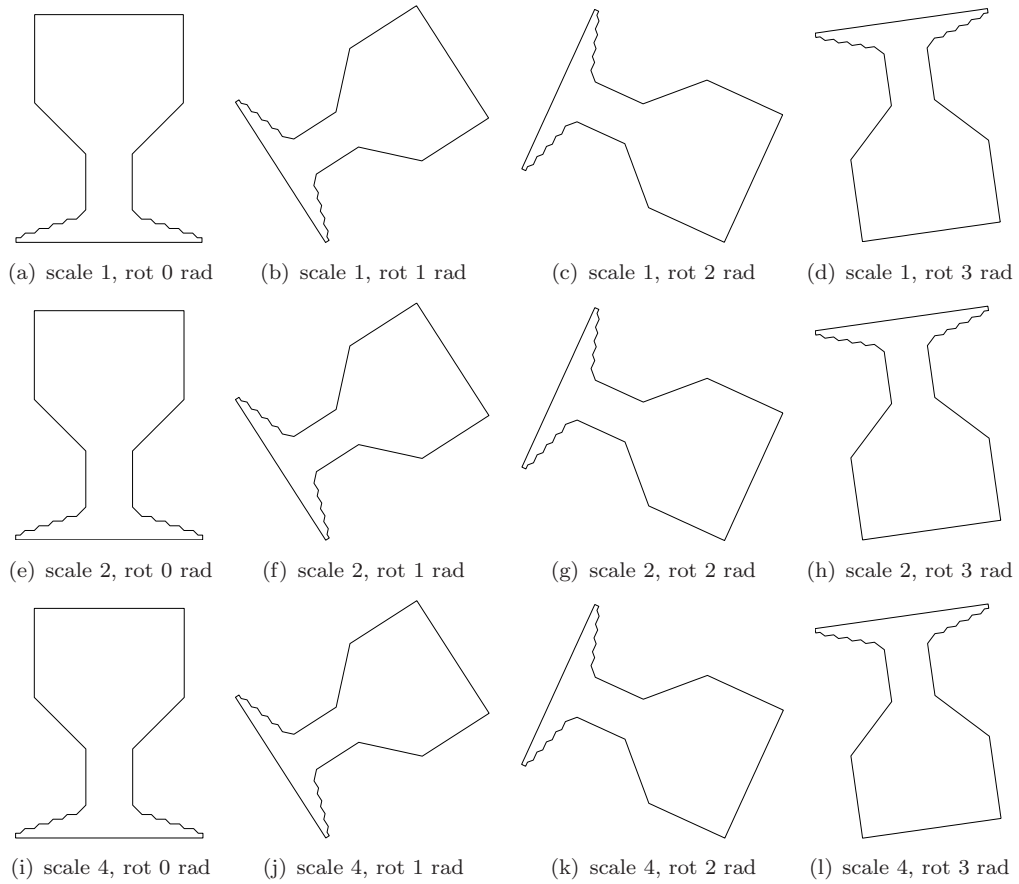 (a) scale 1, rot 0 rad
(b) scale 1, rot 1 rad
(c) scale 1, rot 2 rad
(d) scale 1, rot 3 rad
(e) scale 2, rot 0 rad
(f) scale 2, rot 1 rad
(g) scale 2, rot 2 rad
(h) scale 2, rot 3 rad
(i) scale 4, rot 0 rad
(j) scale 4, rot 1 rad
(k) scale 4, rot 2 rad
(l) scale 4, rot 3 rad